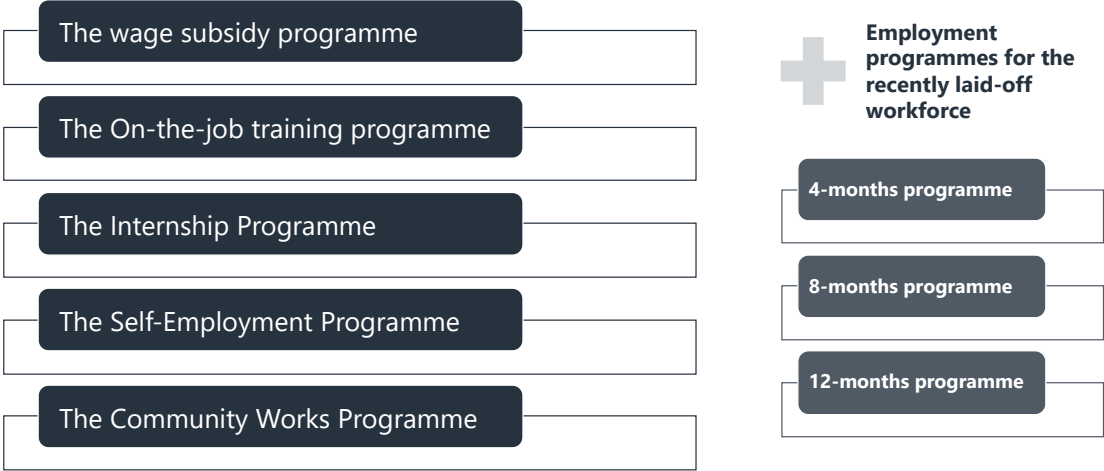 The wage subsidy programme
The On-the-job training programme
The Internship Programme
The Self-Employment Programme
The Community Works Programme
Employment
programmes for the
recently laid-off
workforce
4-months programme
8-months programme
12-months programme